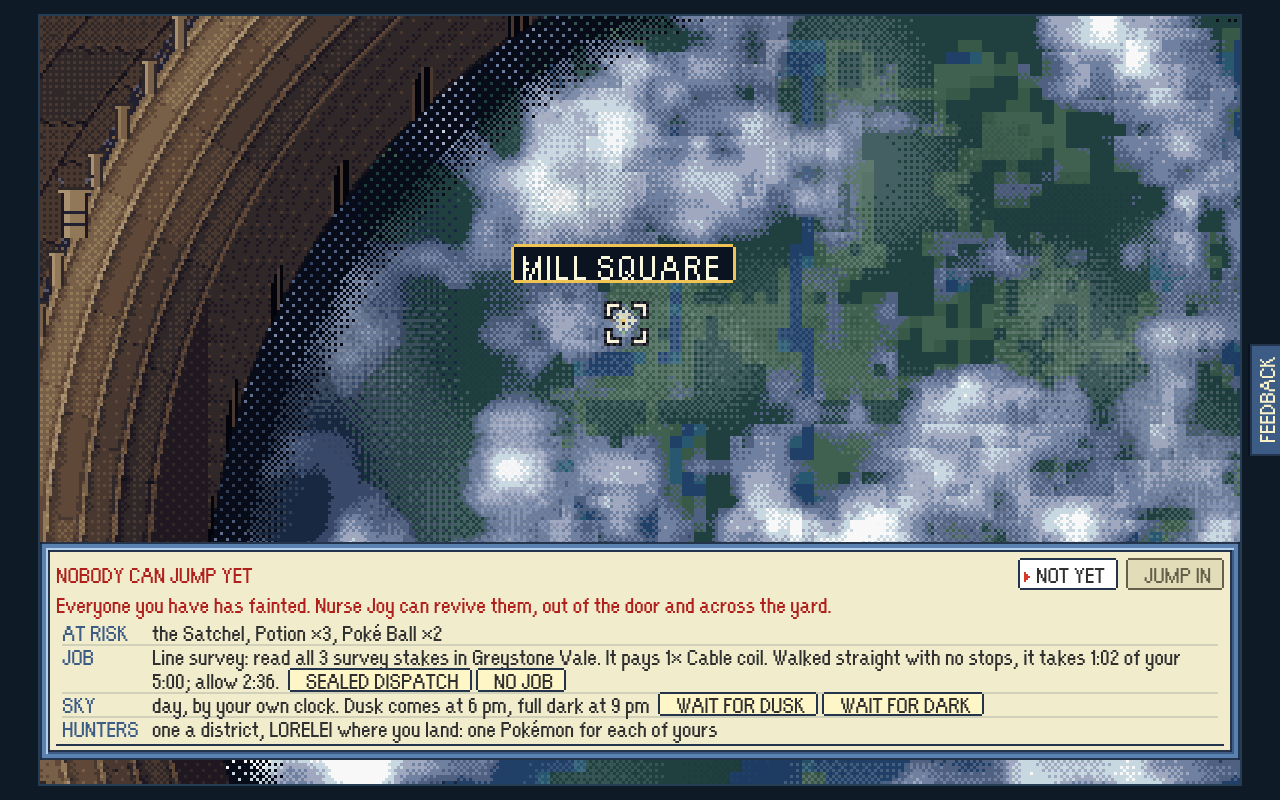 MILL SQUARE
FEEDBACK
NOBODY CAN JUMP YET
NOT YET
JUMP IN
Everyone you have has fainted. Nurse Joy can revive them, out of the door and across the yard.
AT RISK the Satchel, Potion ×3, Poké Ball ×2
JOB Line survey: read all 3 survey stakes in Greystone Vale. It pays 1× Cable coil. Walked straight with no stops, it takes 1:02 of your
5:00; allow 2:36. SEALED DISPATCH NO JOB
SKY day, by your own clock. Dusk comes at 6 pm, full dark at 9 pm WAIT FOR DUSK WAIT FOR DARK
HUNTERS one a district, LORELEI where you land: one Pokémon for each of yours